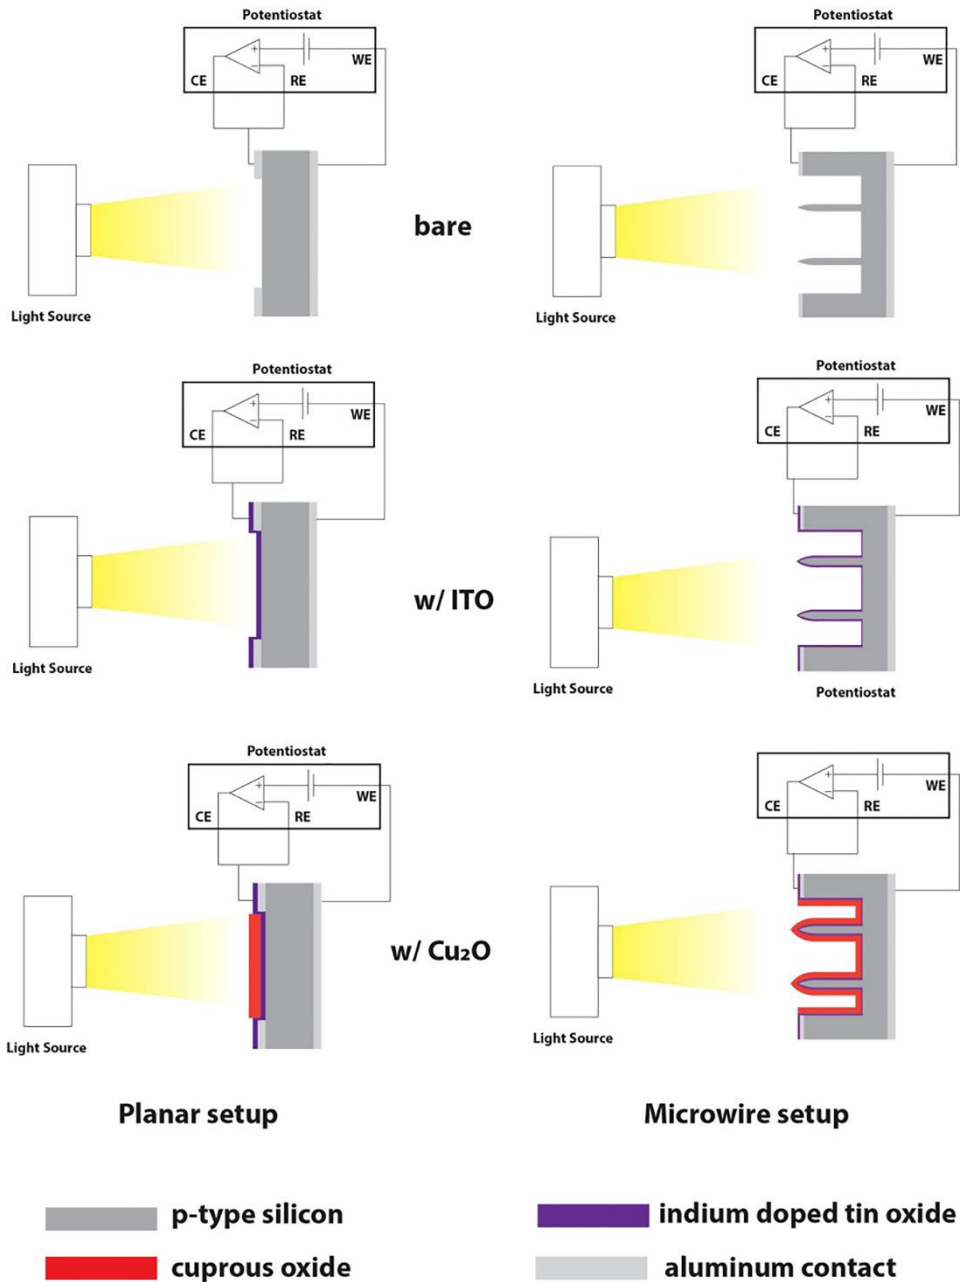 Potentiostat
+
−
WE
CE
RE
Light Source
bare
Potentiostat
+
−
WE
CE
RE
Light Source
Potentiostat
+
−
WE
CE
RE
Light Source
w/ ITO
Potentiostat
+
−
WE
CE
RE
Light Source
Potentiostat
Potentiostat
+
−
WE
CE
RE
Light Source
w/ Cu₂O
+
−
WE
CE
RE
Light Source
Planar setup
Microwire setup
p-type silicon
indium doped tin oxide
cuprous oxide
aluminum contact